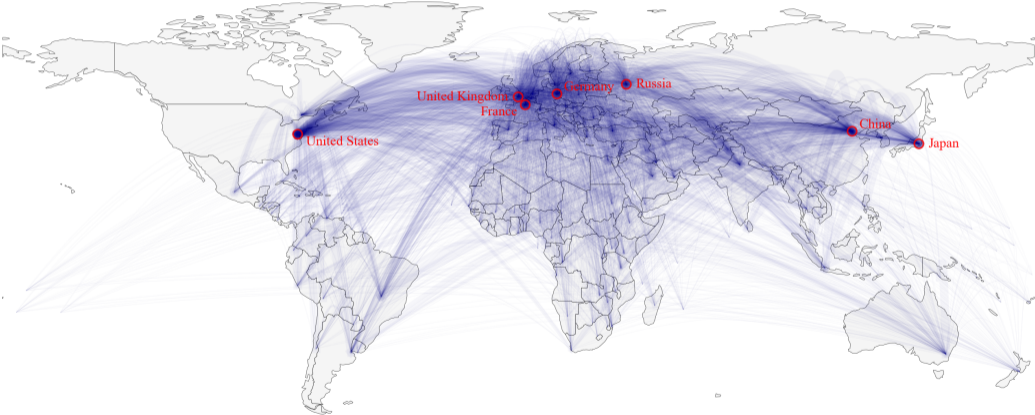 Germany
Russia
United Kingdom
France
China
United States
Japan